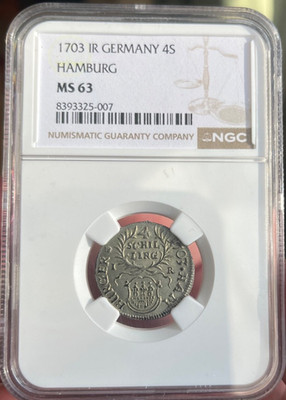 1703 IR GERMANY 4S
HAMBURG
MS 63
8393325-007
NUMISMATIC GUARANTY COMPANY
NGC
4
SCHIL
LING